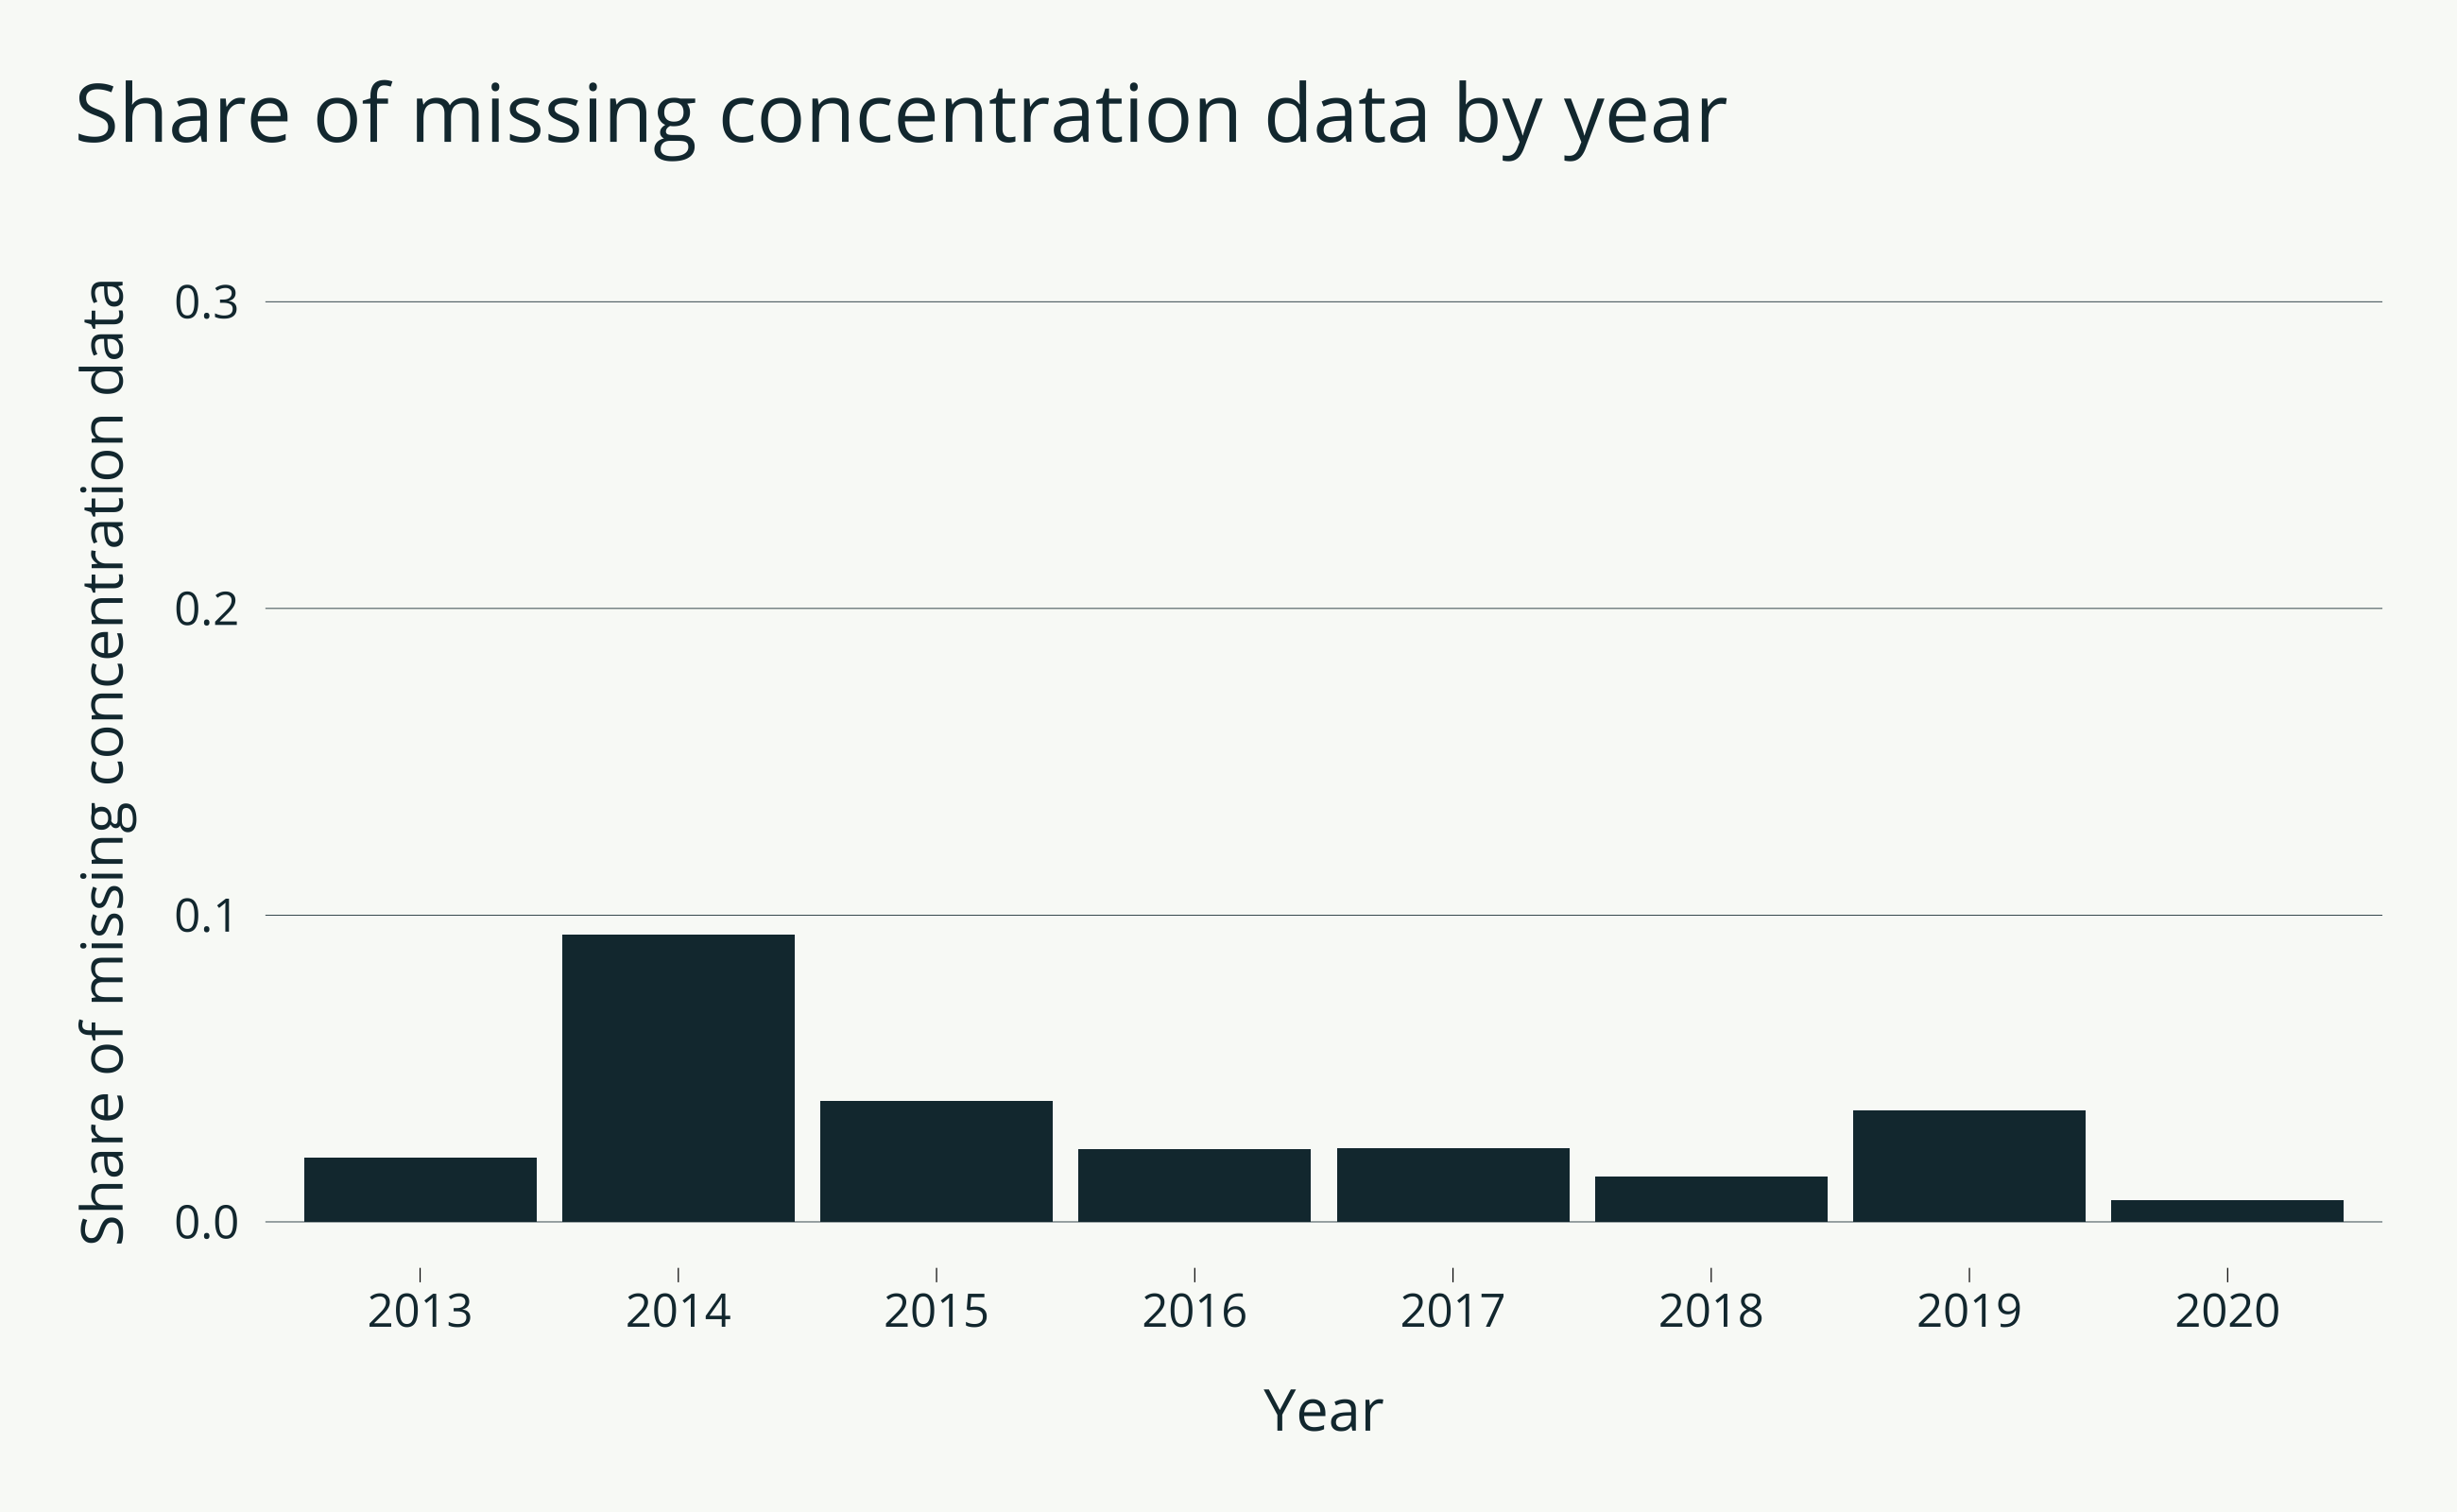 Share of missing concentration data by year
Share of missing concentration data
0.3
0.2
0.1
0.0
2013 2014 2015 2016 2017 2018 2019 2020
Year